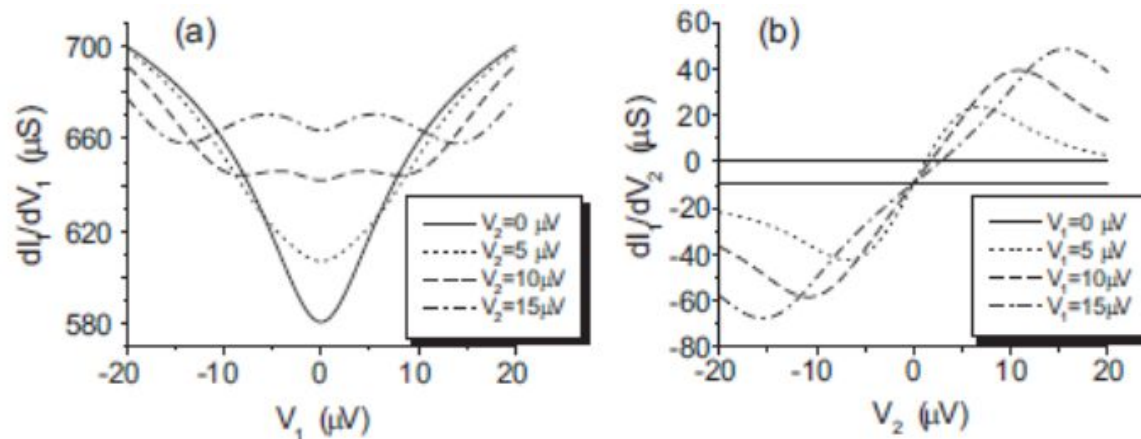 (a)
dI₁/dV₁ (μS)
700
660
620
580
-20 -10 0 10 20
V₁ (μV)
V₂=0 μV
V₂=5 μV
V₂=10μV
V₂=15μV
(b)
dI₁/dV₂ (μS)
60
40
20
0
-20
-40
-60
-80
-20 -10 0 10 20
V₂ (μV)
V₁=0 μV
V₁=5 μV
V₁=10μV
V₁=15μV